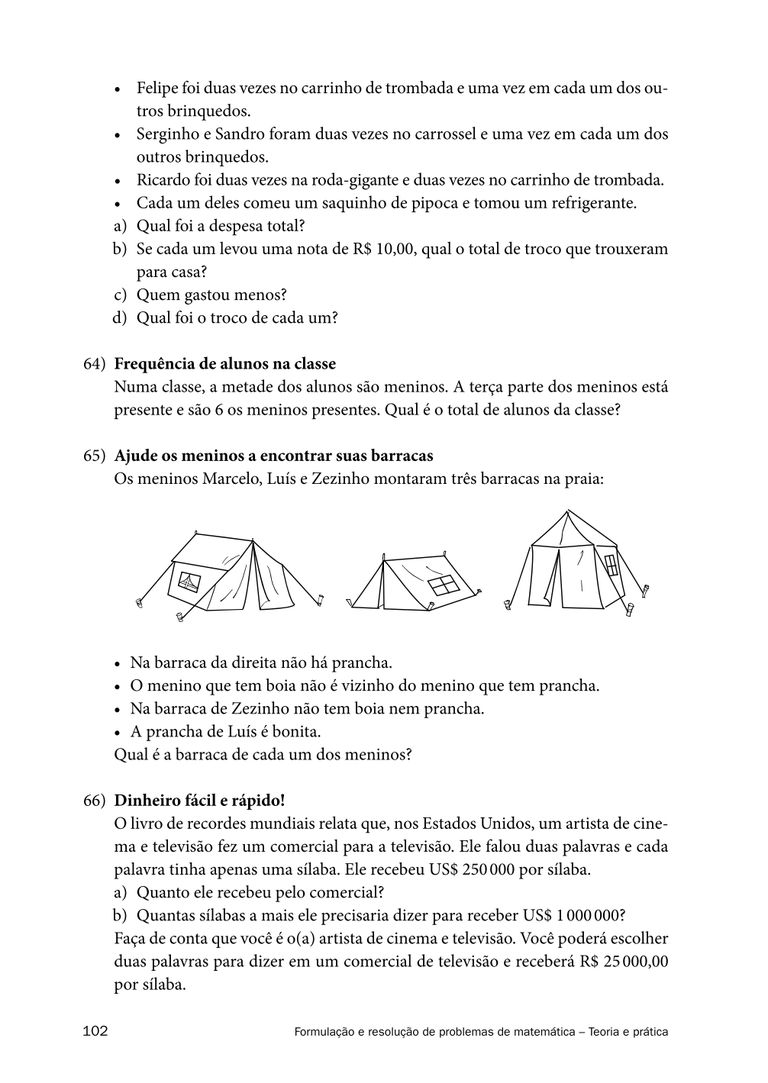 • Felipe foi duas vezes no carrinho de trombada e uma vez em cada um dos ou-
tros brinquedos.
• Serginho e Sandro foram duas vezes no carrossel e uma vez em cada um dos
outros brinquedos.
• Ricardo foi duas vezes na roda-gigante e duas vezes no carrinho de trombada.
• Cada um deles comeu um saquinho de pipoca e tomou um refrigerante.
a) Qual foi a despesa total?
b) Se cada um levou uma nota de R$ 10,00, qual o total de troco que trouxeram
para casa?
c) Quem gastou menos?
d) Qual foi o troco de cada um?
64) Frequência de alunos na classe
Numa classe, a metade dos alunos são meninos. A terça parte dos meninos está
presente e são 6 os meninos presentes. Qual é o total de alunos da classe?
65) Ajude os meninos a encontrar suas barracas
Os meninos Marcelo, Luís e Zezinho montaram três barracas na praia:
• Na barraca da direita não há prancha.
• O menino que tem boia não é vizinho do menino que tem prancha.
• Na barraca de Zezinho não tem boia nem prancha.
• A prancha de Luís é bonita.
Qual é a barraca de cada um dos meninos?
66) Dinheiro fácil e rápido!
O livro de recordes mundiais relata que, nos Estados Unidos, um artista de cine-
ma e televisão fez um comercial para a televisão. Ele falou duas palavras e cada
palavra tinha apenas uma sílaba. Ele recebeu US$ 250 000 por sílaba.
a) Quanto ele recebeu pelo comercial?
b) Quantas sílabas a mais ele precisaria dizer para receber US$ 1 000 000?
Faça de conta que você é o(a) artista de cinema e televisão. Você poderá escolher
duas palavras para dizer em um comercial de televisão e receberá R$ 25 000,00
por sílaba.
102 Formulação e resolução de problemas de matemática – Teoria e prática